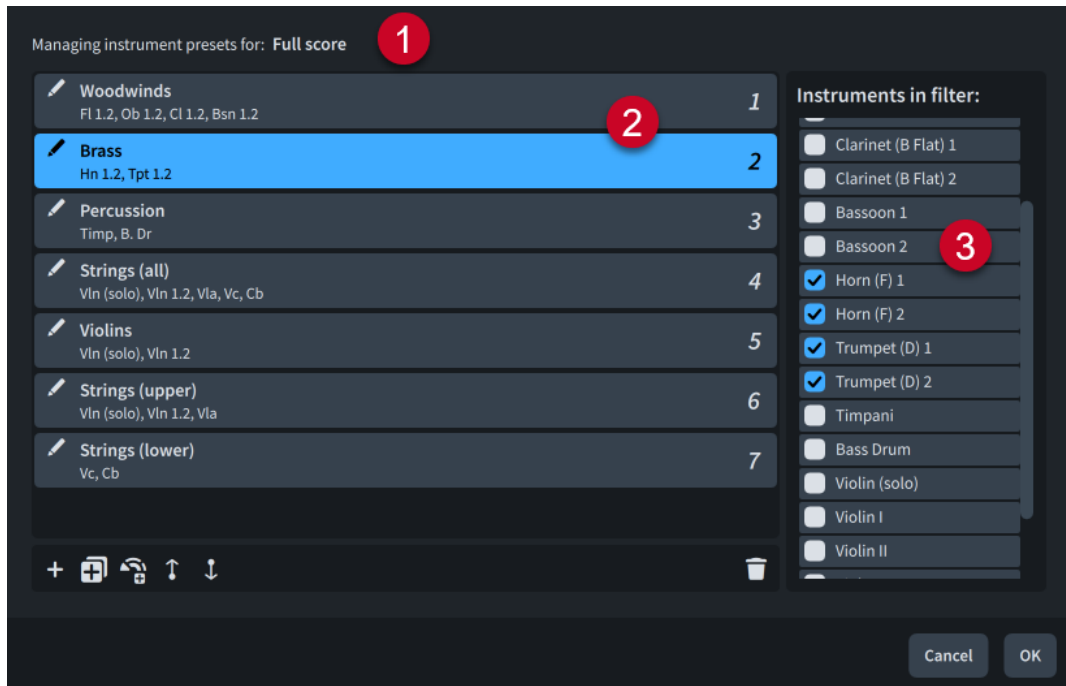 Managing instrument presets for: Full score
1
Woodwinds
Fl 1.2, Ob 1.2, Cl 1.2, Bsn 1.2
1
2
Brass
Hn 1.2, Tpt 1.2
2
Percussion
Timp, B. Dr
3
Strings (all)
Vln (solo), Vln 1.2, Vla, Vc, Cb
4
Violins
Vln (solo), Vln 1.2
5
Strings (upper)
Vln (solo), Vln 1.2, Vla
6
Strings (lower)
Vc, Cb
7
Instruments in filter:
Clarinet (B Flat) 1
Clarinet (B Flat) 2
Bassoon 1
Bassoon 2
3
Horn (F) 1
Horn (F) 2
Trumpet (D) 1
Trumpet (D) 2
Timpani
Bass Drum
Violin (solo)
Violin I
Violin II
Cancel
OK